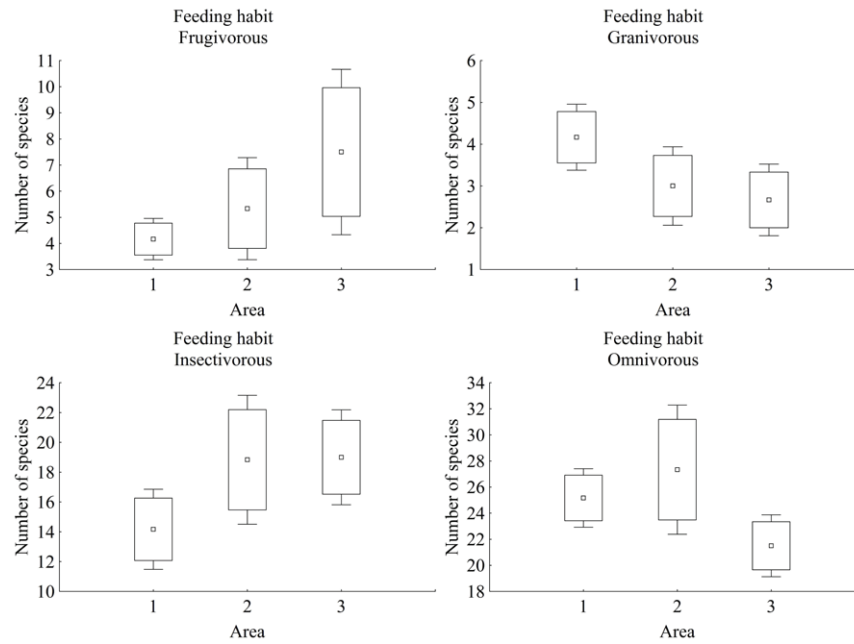 Feeding habit
Frugivorous
Number of species
11
10
9
8
7
6
5
4
3
1
2
3
Area
Feeding habit
Granivorous
Number of species
6
5
4
3
2
1
1
2
3
Area
Feeding habit
Insectivorous
Number of species
24
22
20
18
16
14
12
10
1
2
3
Area
Feeding habit
Omnivorous
Number of species
34
32
30
28
26
24
22
20
18
1
2
3
Area